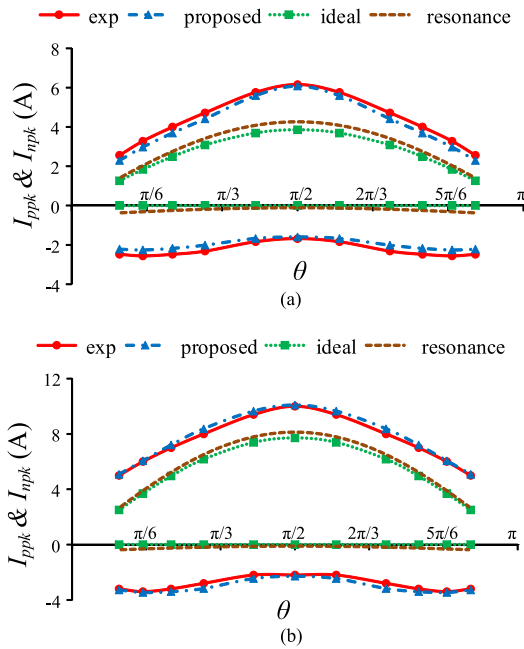 exp proposed ideal resonance
I_ppk & I_npk (A)
8
6
4
2
0
-2
-4
π/6 π/3 π/2 2π/3 5π/6 π
θ
(a)
exp proposed ideal resonance
I_ppk & I_npk (A)
12
8
4
0
-4
π/6 π/3 π/2 2π/3 5π/6 π
θ
(b)